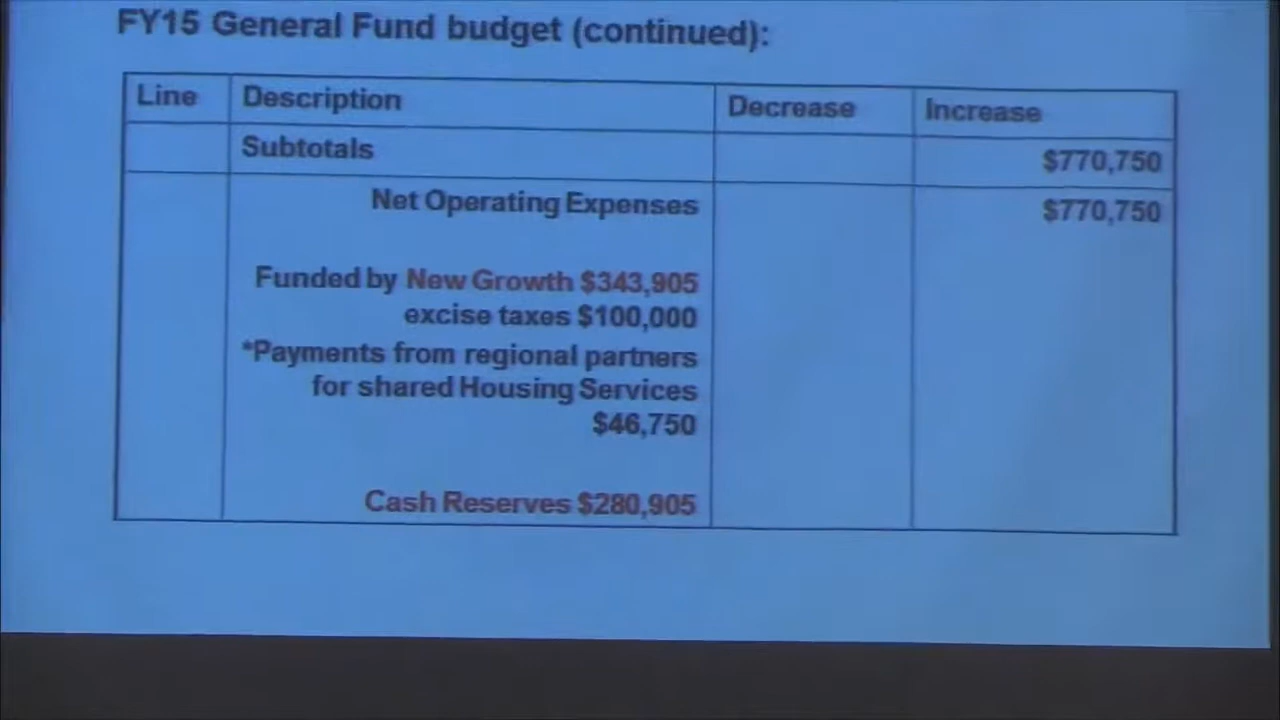 FY15 General Fund budget (continued):
Line Description Decrease Increase
Subtotals $770,750
Net Operating Expenses $770,750
Funded by New Growth $343,905
excise taxes $100,000
*Payments from regional partners
for shared Housing Services
$46,750
Cash Reserves $280,905